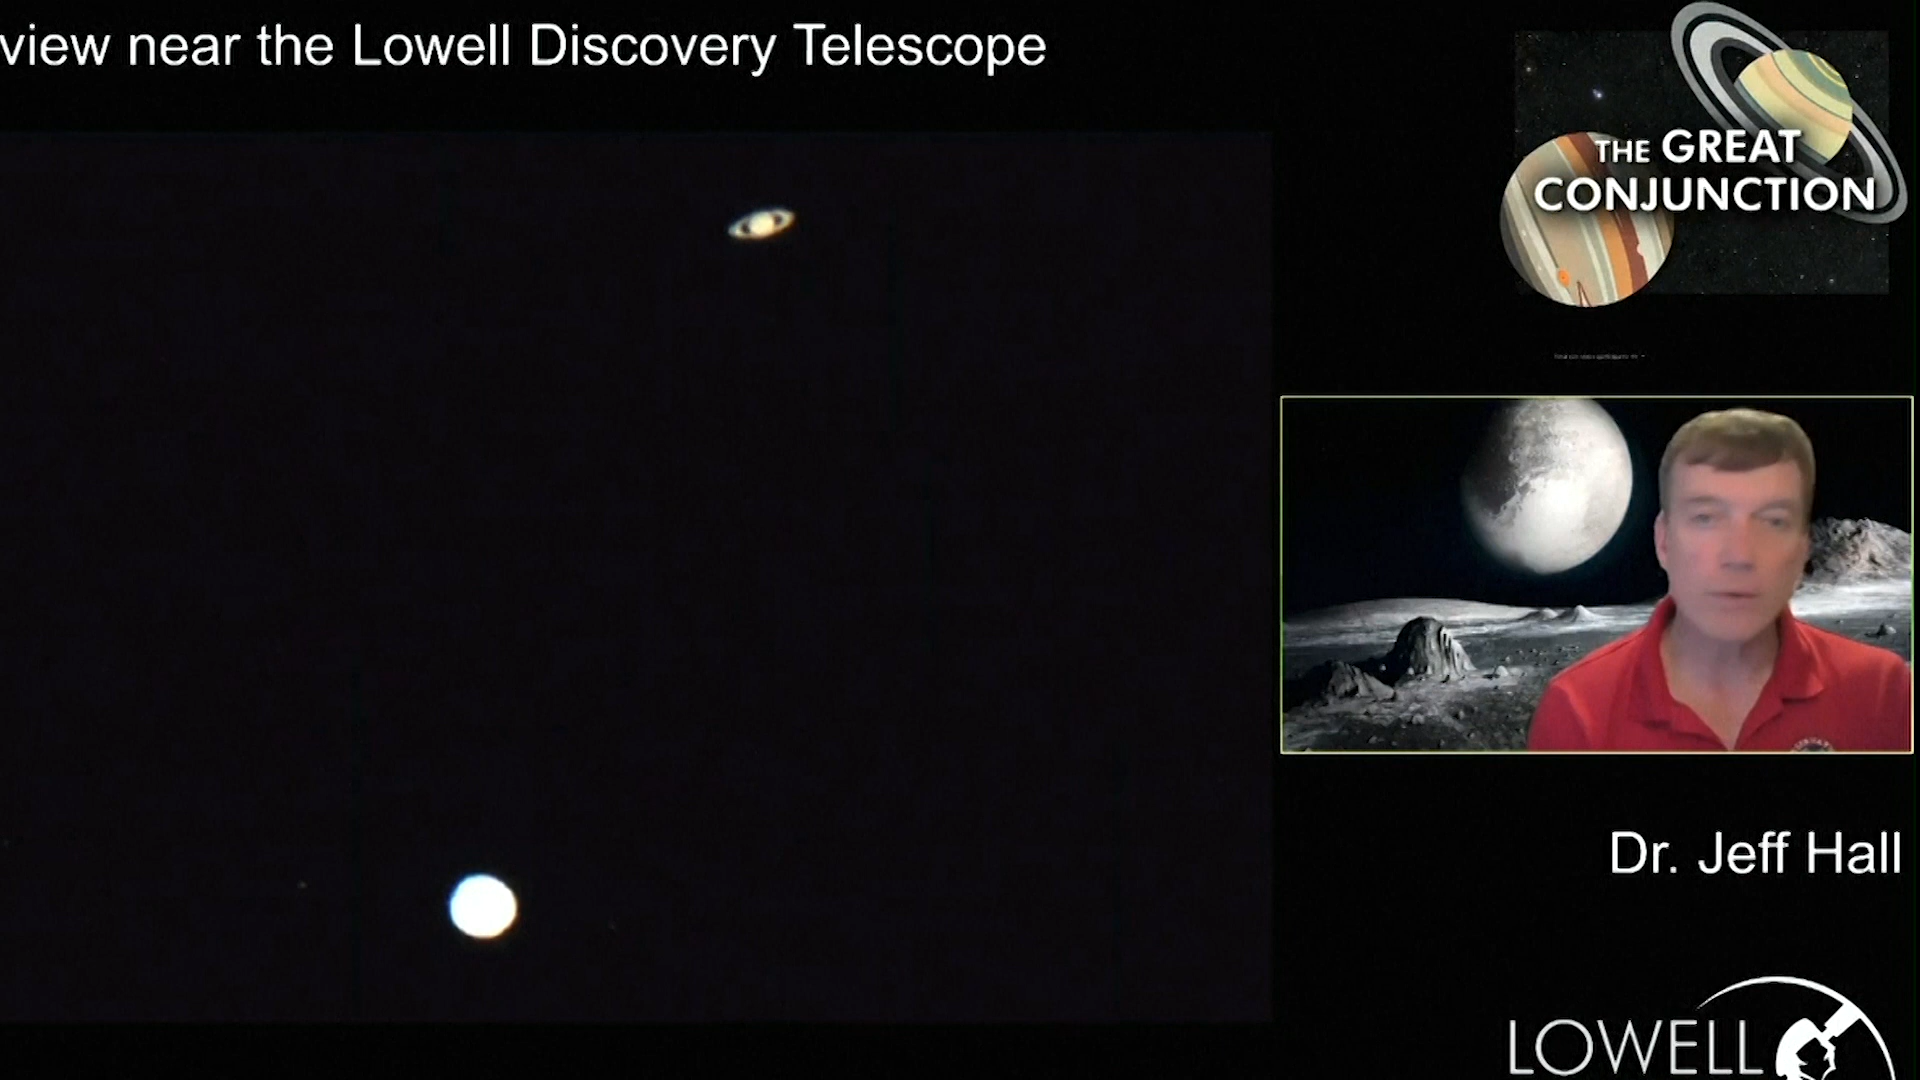 view near the Lowell Discovery Telescope
THE GREAT
CONJUNCTION
Dr. Jeff Hall
LOWELL